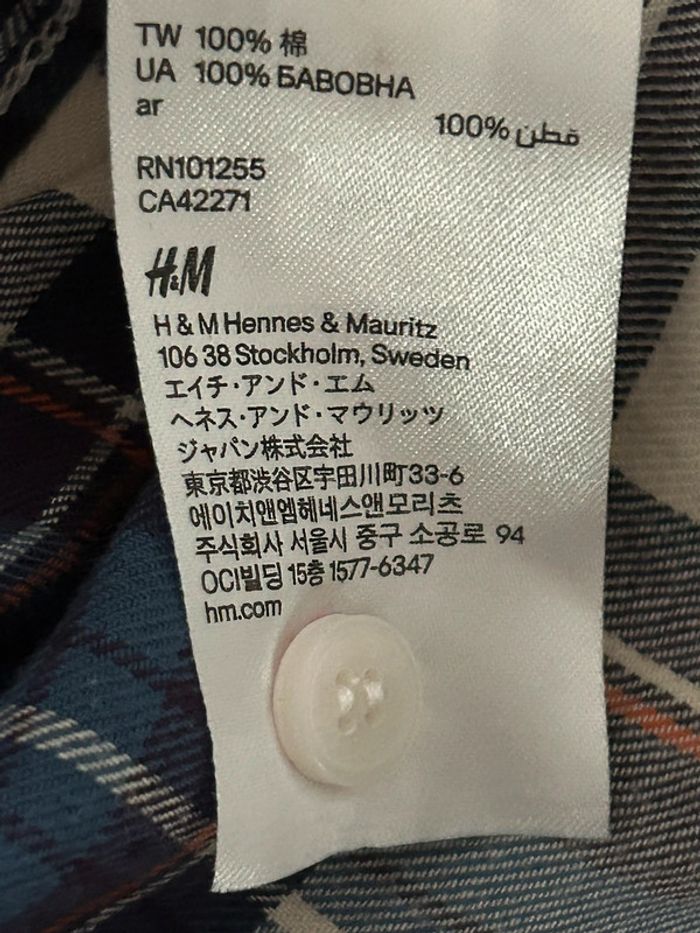 TW 100% 棉
UA 100% БАВОВНА
ar
100% قطن
RN101255
CA42271
H&M
H & M Hennes & Mauritz
106 38 Stockholm, Sweden
エイチ・アンド・エム
ヘネス・アンド・マウリッツ
ジャパン株式会社
東京都渋谷区宇田川町33-6
에이치앤엠헤네스앤모리츠
주식회사 서울시 중구 소공로 94
OCI빌딩 15층 1577-6347
hm.com